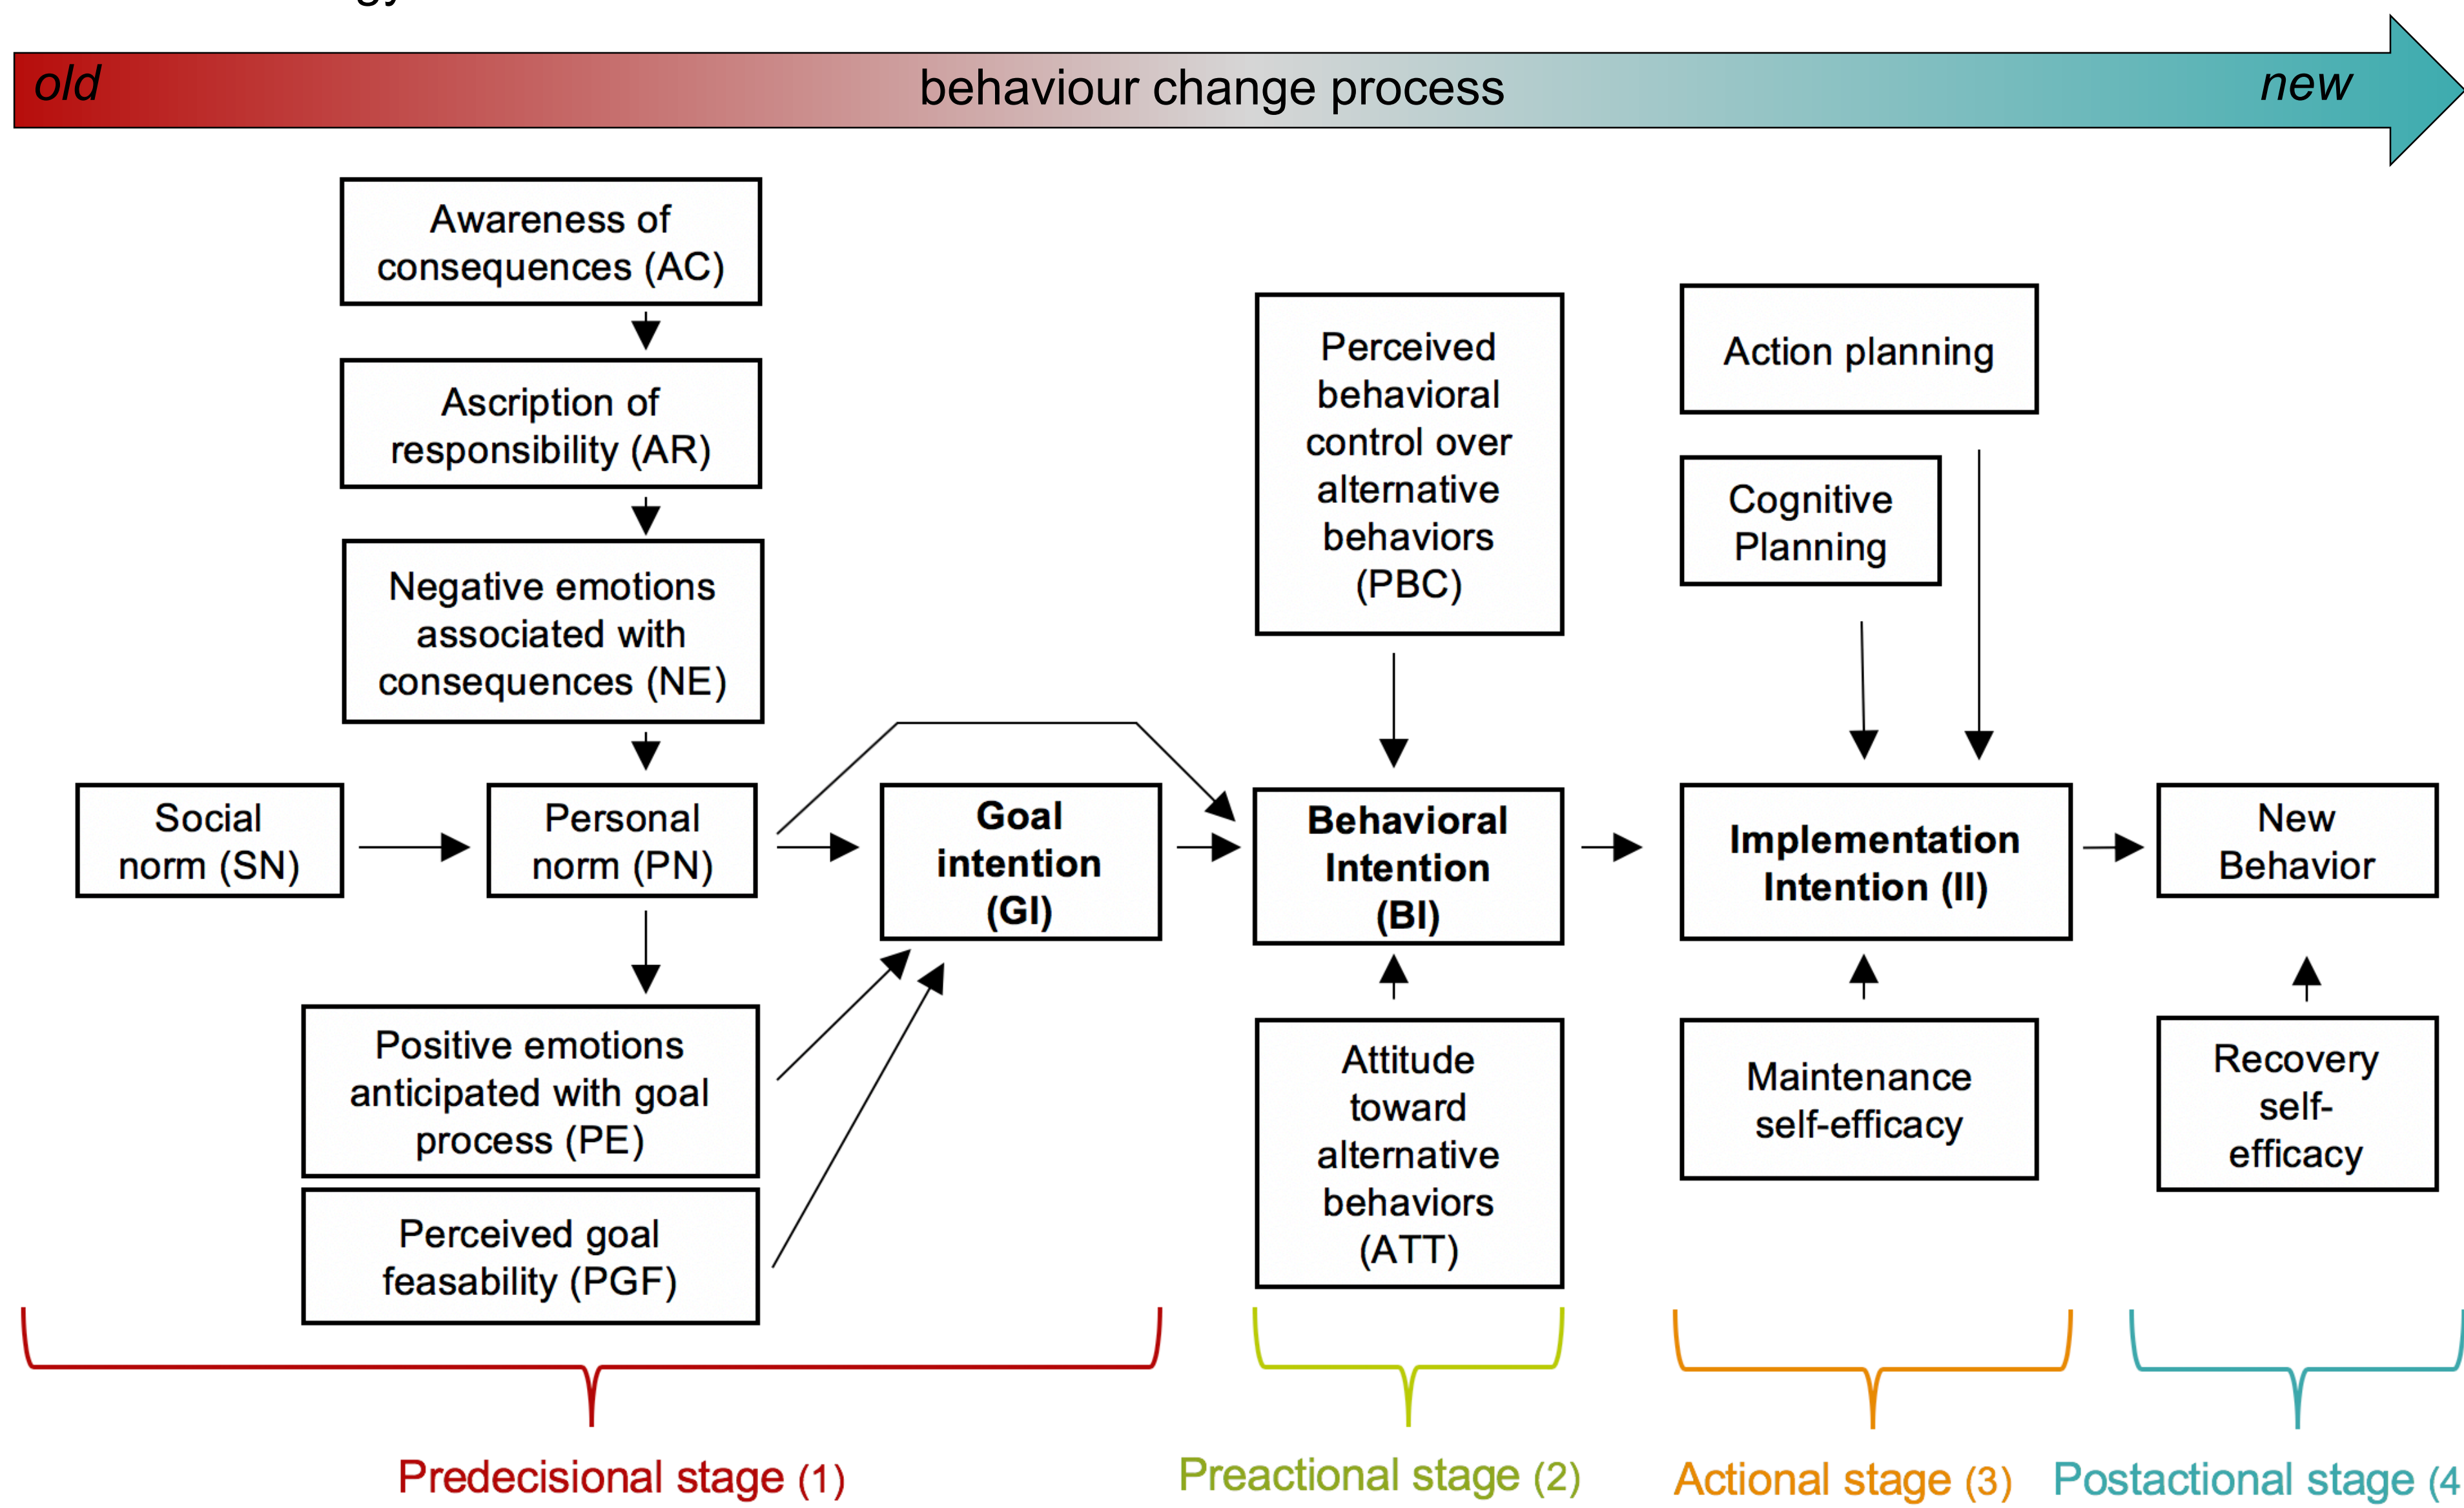 old
behaviour change process
new
Awareness of
consequences (AC)
Ascription of
responsibility (AR)
Negative emotions
associated with
consequences (NE)
Social
norm (SN)
Personal
norm (PN)
Positive emotions
anticipated with goal
process (PE)
Perceived goal
feasability (PGF)
Goal
intention
(GI)
Perceived
behavioral
control over
alternative
behaviors
(PBC)
Behavioral
Intention
(BI)
Attitude
toward
alternative
behaviors
(ATT)
Action planning
Cognitive
Planning
Implementation
Intention (II)
Maintenance
self-efficacy
New
Behavior
Recovery
self-
efficacy
Predecisional stage (1)
Preactional stage (2)
Actional stage (3)
Postactional stage (4